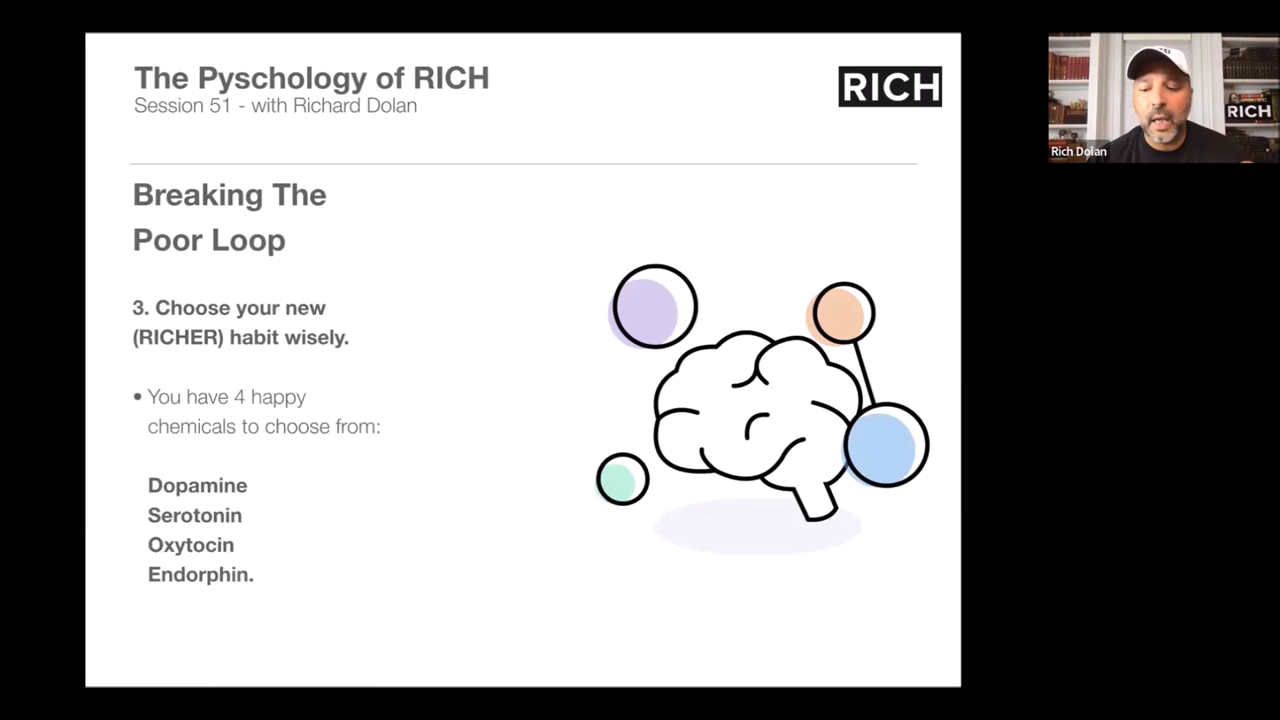 The Pyschology of RICH
Session 51 - with Richard Dolan
RICH
Breaking The
Poor Loop
3. Choose your new
(RICHER) habit wisely.
• You have 4 happy
chemicals to choose from:
Dopamine
Serotonin
Oxytocin
Endorphin.
RICH
Rich Dolan